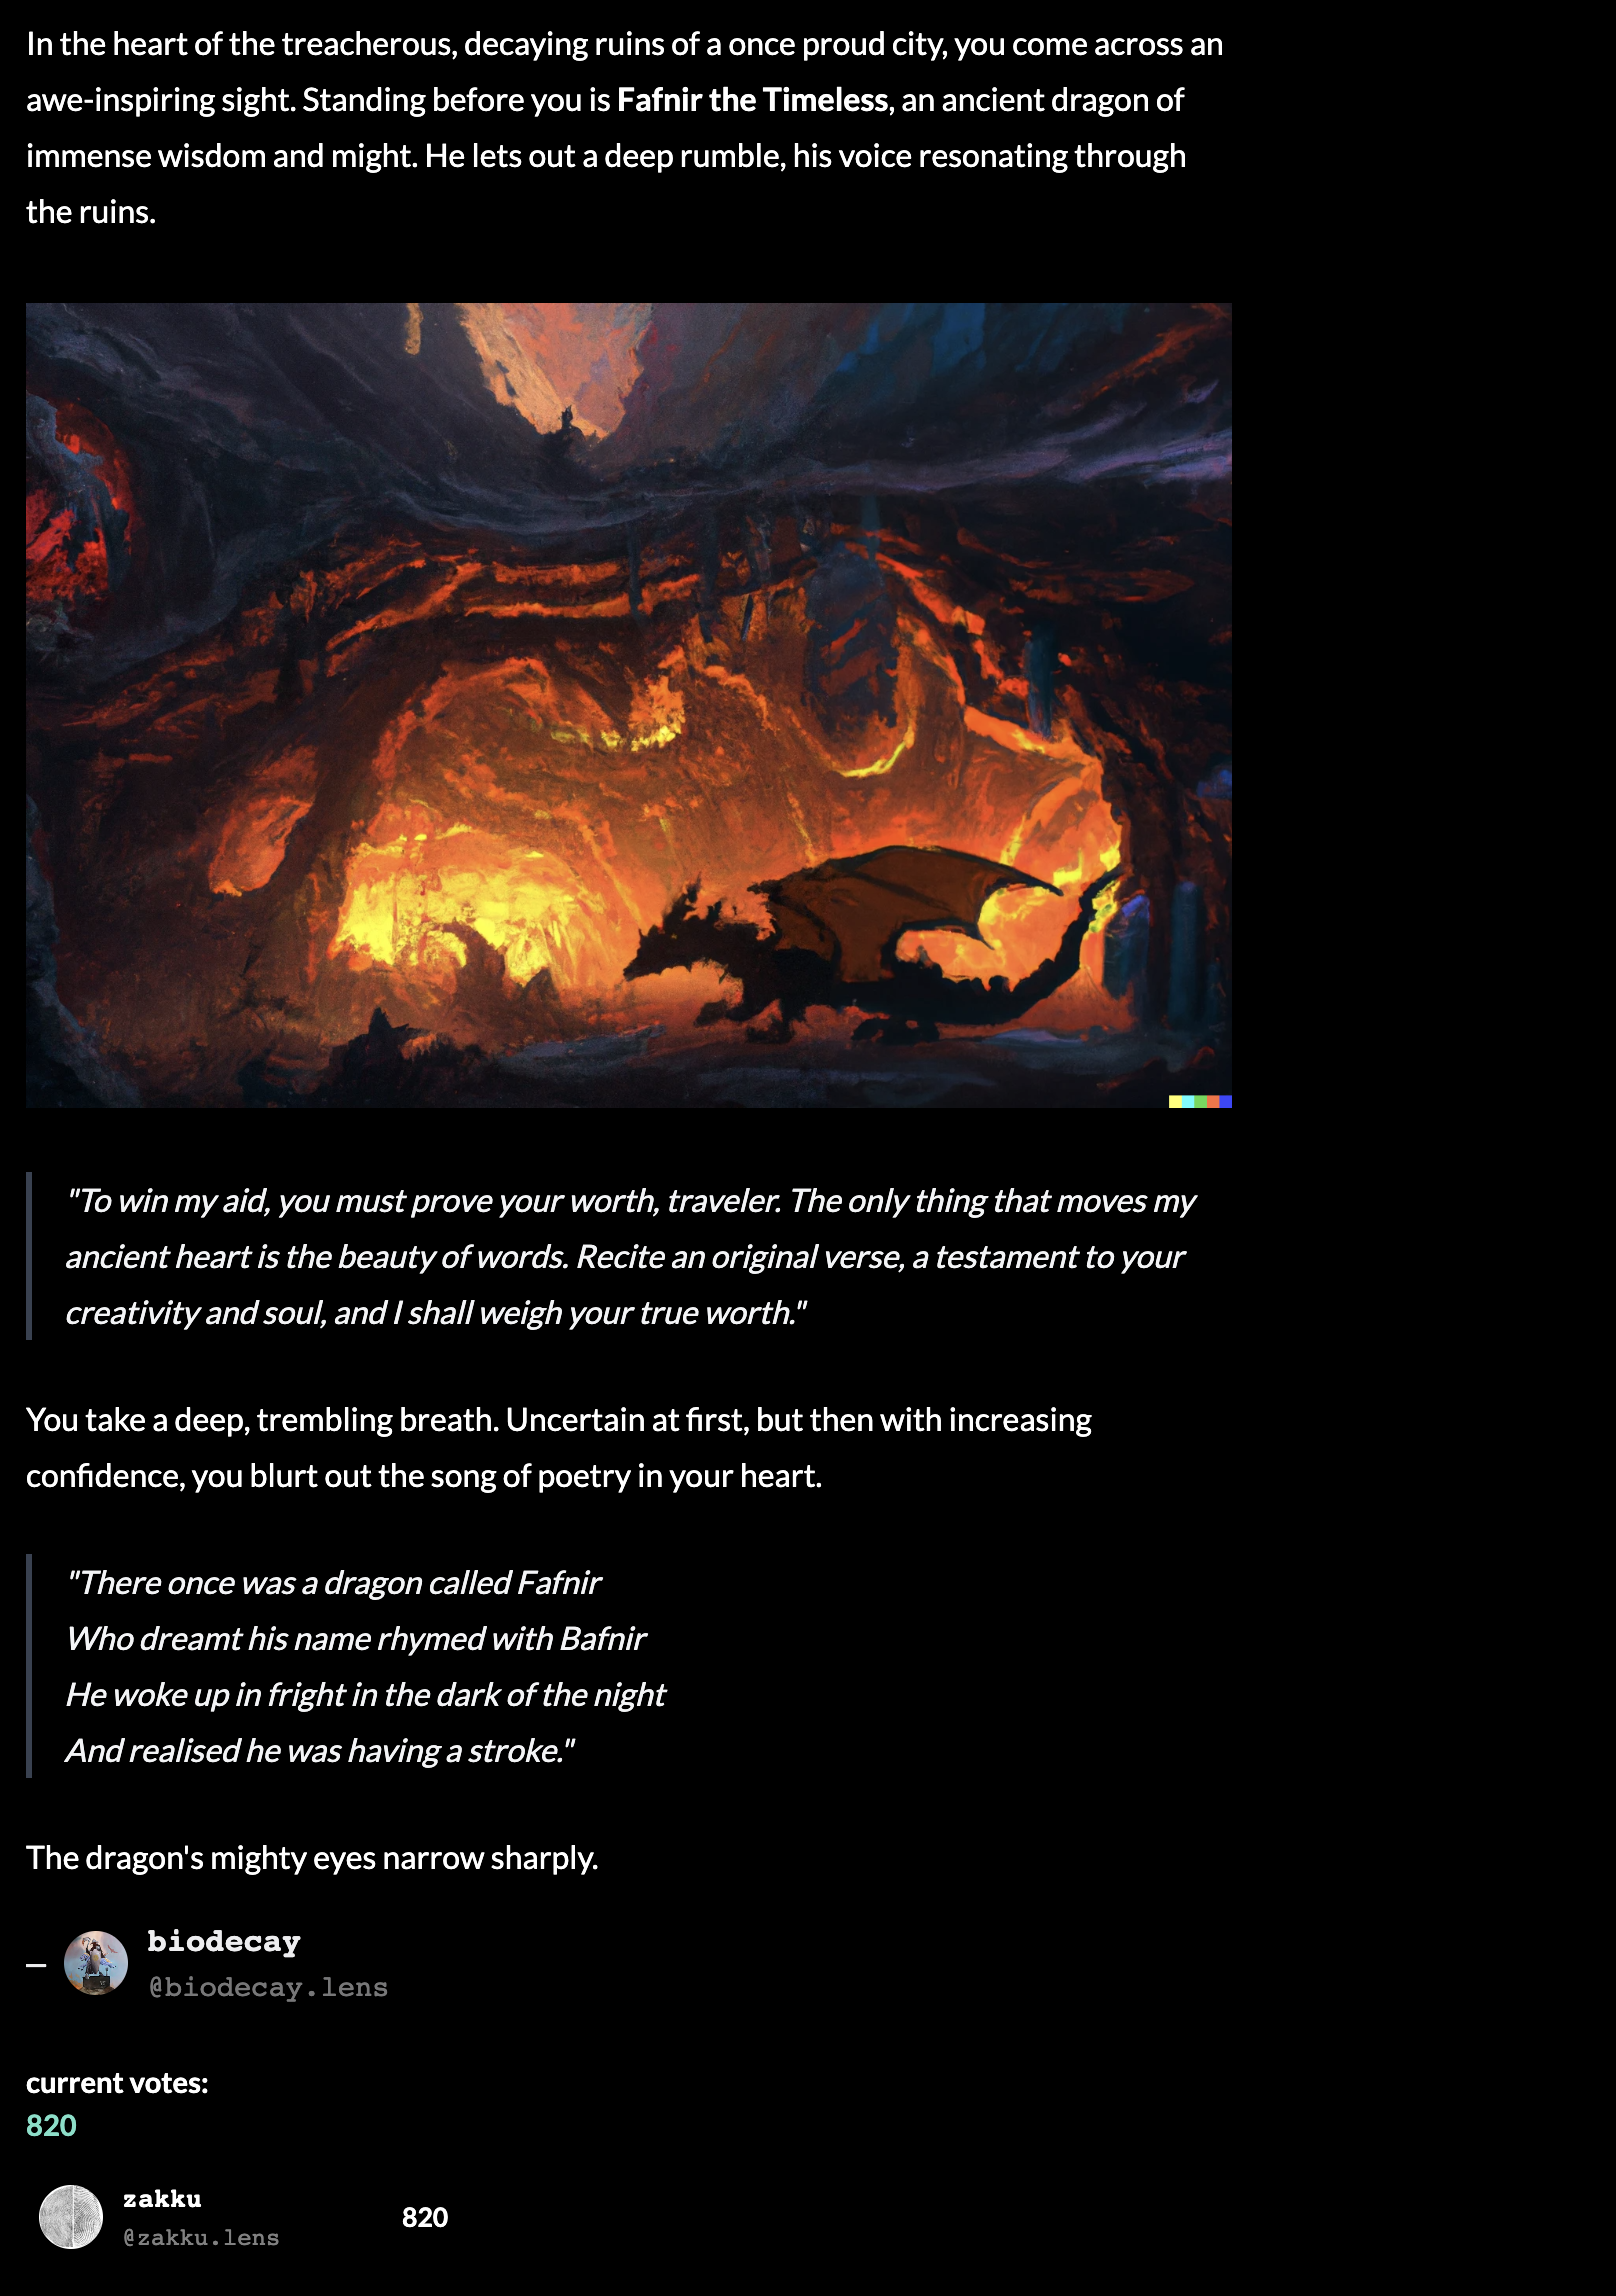 In the heart of the treacherous, decaying ruins of a once proud city, you come across an
awe-inspiring sight. Standing before you is Fafnir the Timeless, an ancient dragon of
immense wisdom and might. He lets out a deep rumble, his voice resonating through
the ruins.
"To win my aid, you must prove your worth, traveler. The only thing that moves my
ancient heart is the beauty of words. Recite an original verse, a testament to your
creativity and soul, and I shall weigh your true worth."
You take a deep, trembling breath. Uncertain at first, but then with increasing
confidence, you blurt out the song of poetry in your heart.
"There once was a dragon called Fafnir
Who dreamt his name rhymed with Bafnir
He woke up in fright in the dark of the night
And realised he was having a stroke."
The dragon's mighty eyes narrow sharply.
— biodecay
@biodecay.lens
current votes:
820
zakku 820
@zakku.lens